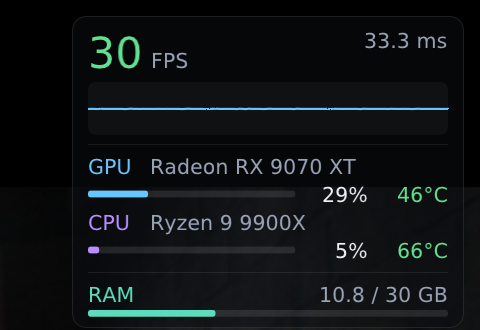 30 FPS 33.3 ms
GPU Radeon RX 9070 XT
29% 46°C
CPU Ryzen 9 9900X
5% 66°C
RAM 10.8 / 30 GB